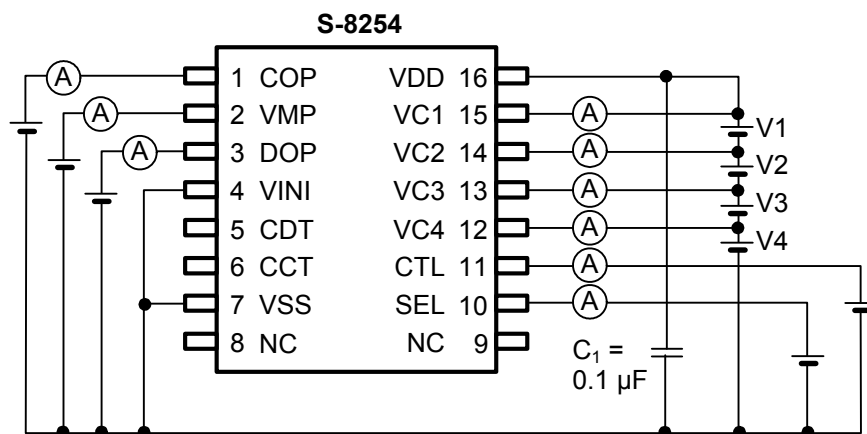 S-8254
A
1 COP
VDD 16
A
2 VMP
VC1 15
A
V1
A
3 DOP
VC2 14
A
V2
4 VINI
VC3 13
A
V3
5 CDT
VC4 12
A
V4
6 CCT
CTL 11
A
7 VSS
SEL 10
A
8 NC
NC 9
C₁ =
0.1 µF